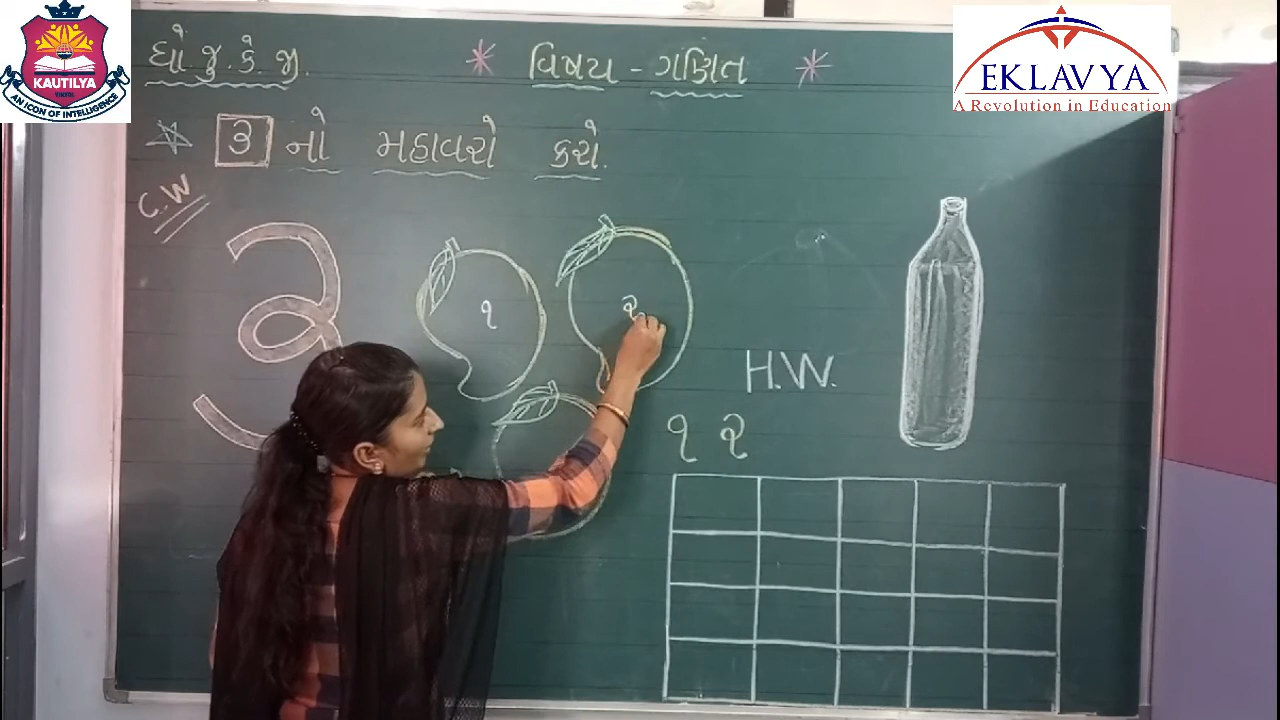 KAUTILYA
AN ICON OF INTELLIGENCE
EKLAVYA
A Revolution in Education
ધો જુ.કે.જી.
* વિષય - ગણિત *
૩ નો મહાવરો કરો.
C.W
૩
૧
૨
H.W.
૧ ૨